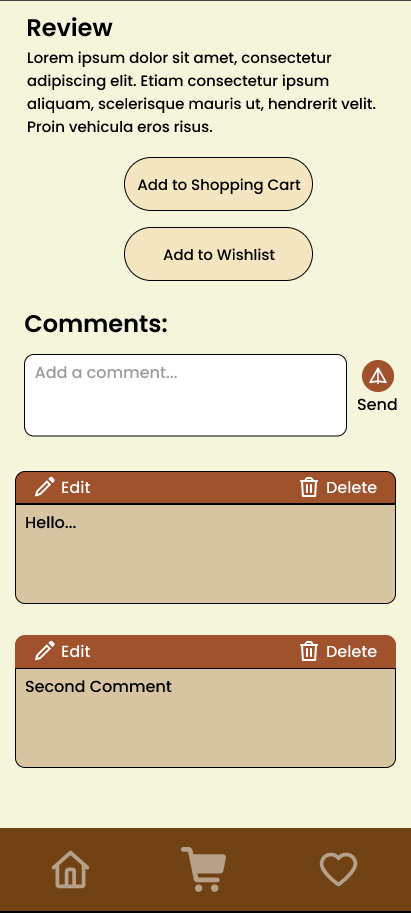 Review
Lorem ipsum dolor sit amet, consectetur
adipiscing elit. Etiam consectetur ipsum
aliquam, scelerisque mauris ut, hendrerit velit.
Proin vehicula eros risus.
Add to Shopping Cart
Add to Wishlist
Comments:
Add a comment...
Send
Edit Delete
Hello...
Edit Delete
Second Comment